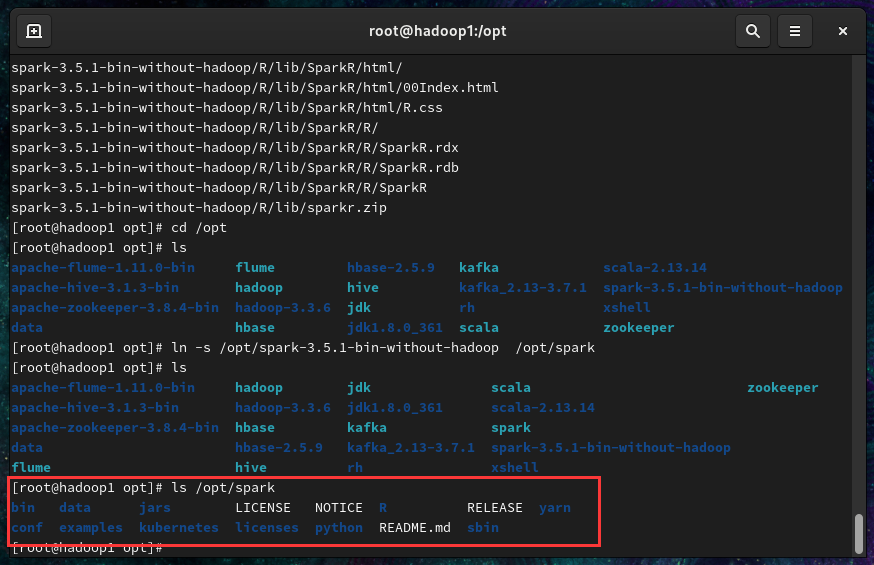 root@hadoop1:/opt
spark-3.5.1-bin-without-hadoop/R/lib/SparkR/html/
spark-3.5.1-bin-without-hadoop/R/lib/SparkR/html/00Index.html
spark-3.5.1-bin-without-hadoop/R/lib/SparkR/html/R.css
spark-3.5.1-bin-without-hadoop/R/lib/SparkR/R/
spark-3.5.1-bin-without-hadoop/R/lib/SparkR/R/SparkR.rdx
spark-3.5.1-bin-without-hadoop/R/lib/SparkR/R/SparkR.rdb
spark-3.5.1-bin-without-hadoop/R/lib/SparkR/R/SparkR
spark-3.5.1-bin-without-hadoop/R/lib/sparkr.zip
[root@hadoop1 opt]# cd /opt
[root@hadoop1 opt]# ls
apache-flume-1.11.0-bin flume hbase-2.5.9 kafka scala-2.13.14
apache-hive-3.1.3-bin hadoop hive kafka_2.13-3.7.1 spark-3.5.1-bin-without-hadoop
apache-zookeeper-3.8.4-bin hadoop-3.3.6 jdk rh xshell
data hbase jdk1.8.0_361 scala zookeeper
[root@hadoop1 opt]# ln -s /opt/spark-3.5.1-bin-without-hadoop  /opt/spark
[root@hadoop1 opt]# ls
apache-flume-1.11.0-bin hadoop jdk scala zookeeper
apache-hive-3.1.3-bin hadoop-3.3.6 jdk1.8.0_361 scala-2.13.14
apache-zookeeper-3.8.4-bin hbase kafka spark
data hbase-2.5.9 kafka_2.13-3.7.1 spark-3.5.1-bin-without-hadoop
flume hive rh xshell
[root@hadoop1 opt]# ls /opt/spark
bin data jars LICENSE NOTICE R RELEASE yarn
conf examples kubernetes licenses python README.md sbin
[root@hadoop1 opt]#